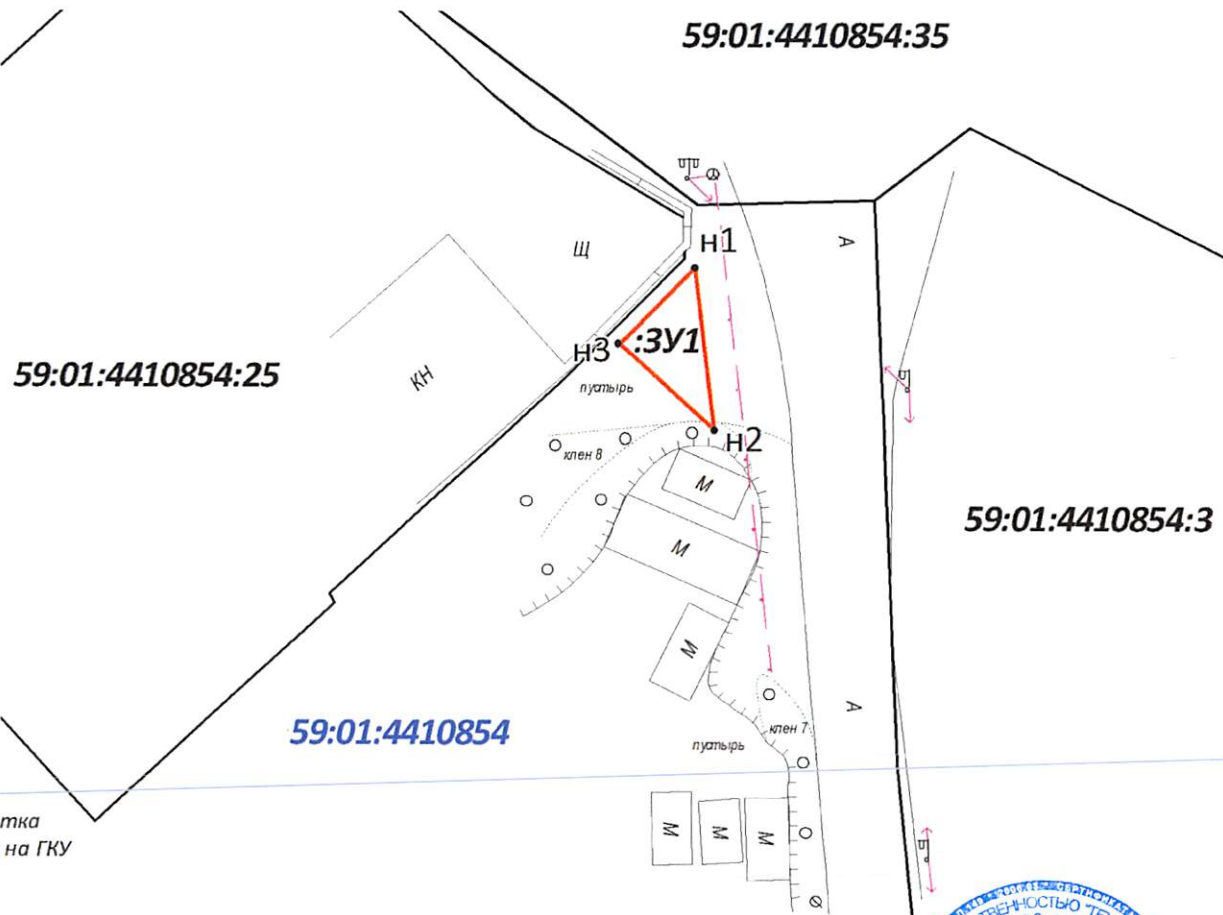 59:01:4410854:35
А
н1
Щ
:ЗУ1
н3
59:01:4410854:25
КН
пустырь
н2
клен 8
М
59:01:4410854:3
М
М
59:01:4410854
А
клен 7
пустырь
тка
на ГКУ
М
М
М